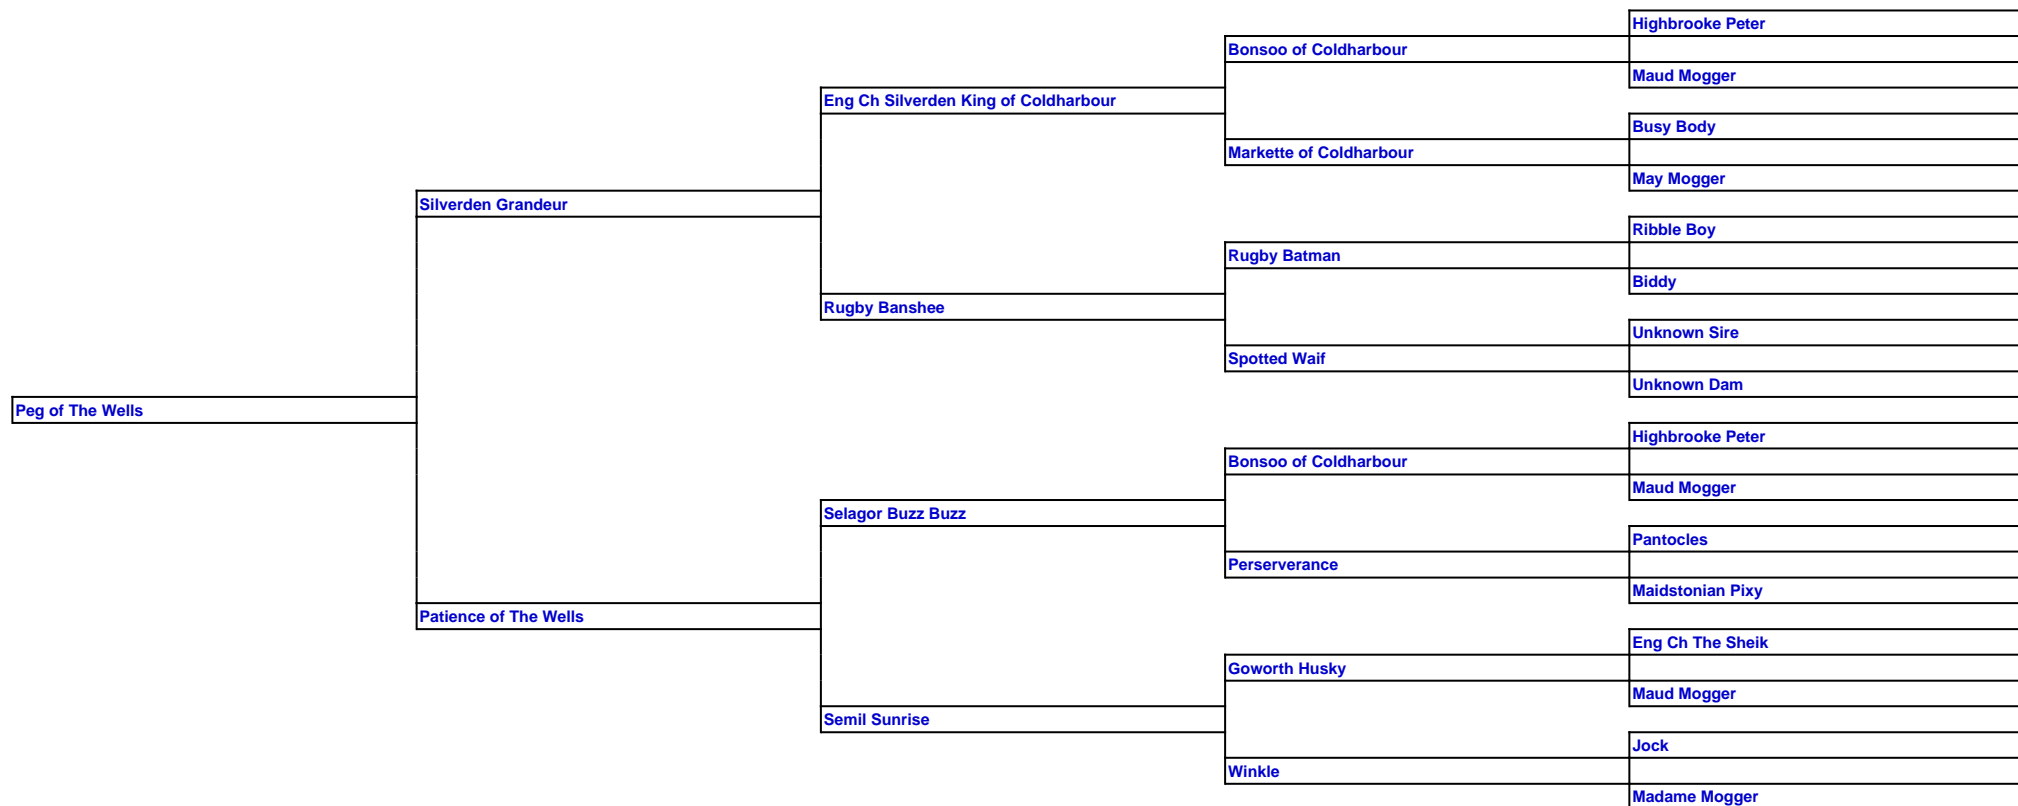 Highbrooke Peter
Bonsoo of Coldharbour
Maud Mogger
Eng Ch Silverden King of Coldharbour
Busy Body
Markette of Coldharbour
May Mogger
Silverden Grandeur
Ribble Boy
Rugby Batman
Biddy
Rugby Banshee
Unknown Sire
Spotted Waif
Unknown Dam
Peg of The Wells
Highbrooke Peter
Bonsoo of Coldharbour
Maud Mogger
Selagor Buzz Buzz
Pantocles
Perserverance
Maidstonian Pixy
Patience of The Wells
Eng Ch The Sheik
Goworth Husky
Maud Mogger
Semil Sunrise
Jock
Winkle
Madame Mogger